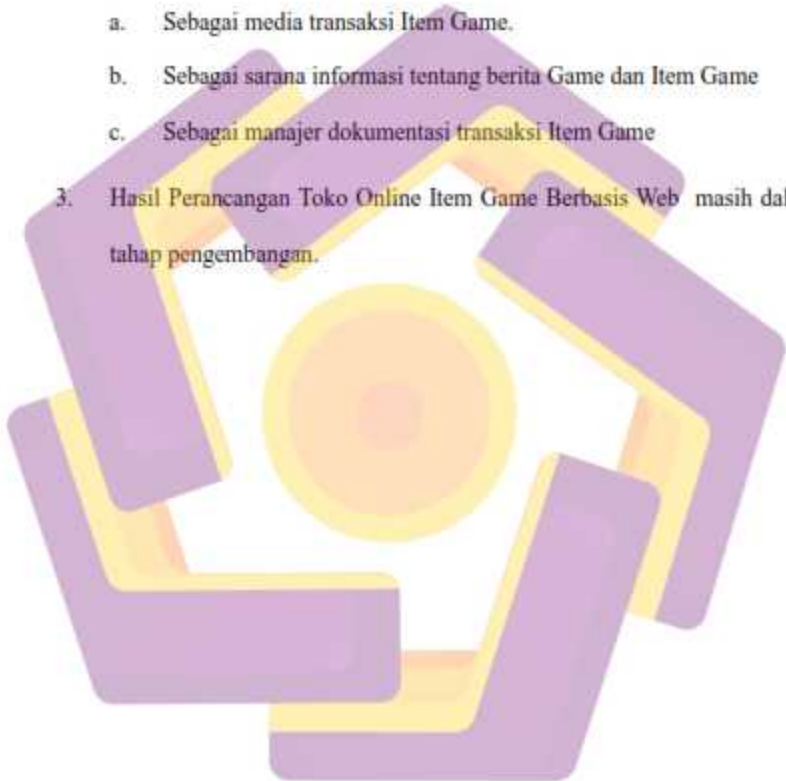 a. Sebagai media transaksi Item Game.
b. Sebagai sarana informasi tentang berita Game dan Item Game
c. Sebagai manajer dokumentasi transaksi Item Game
3. Hasil Perancangan Toko Online Item Game Berbasis Web masih
tahap pengembangan.